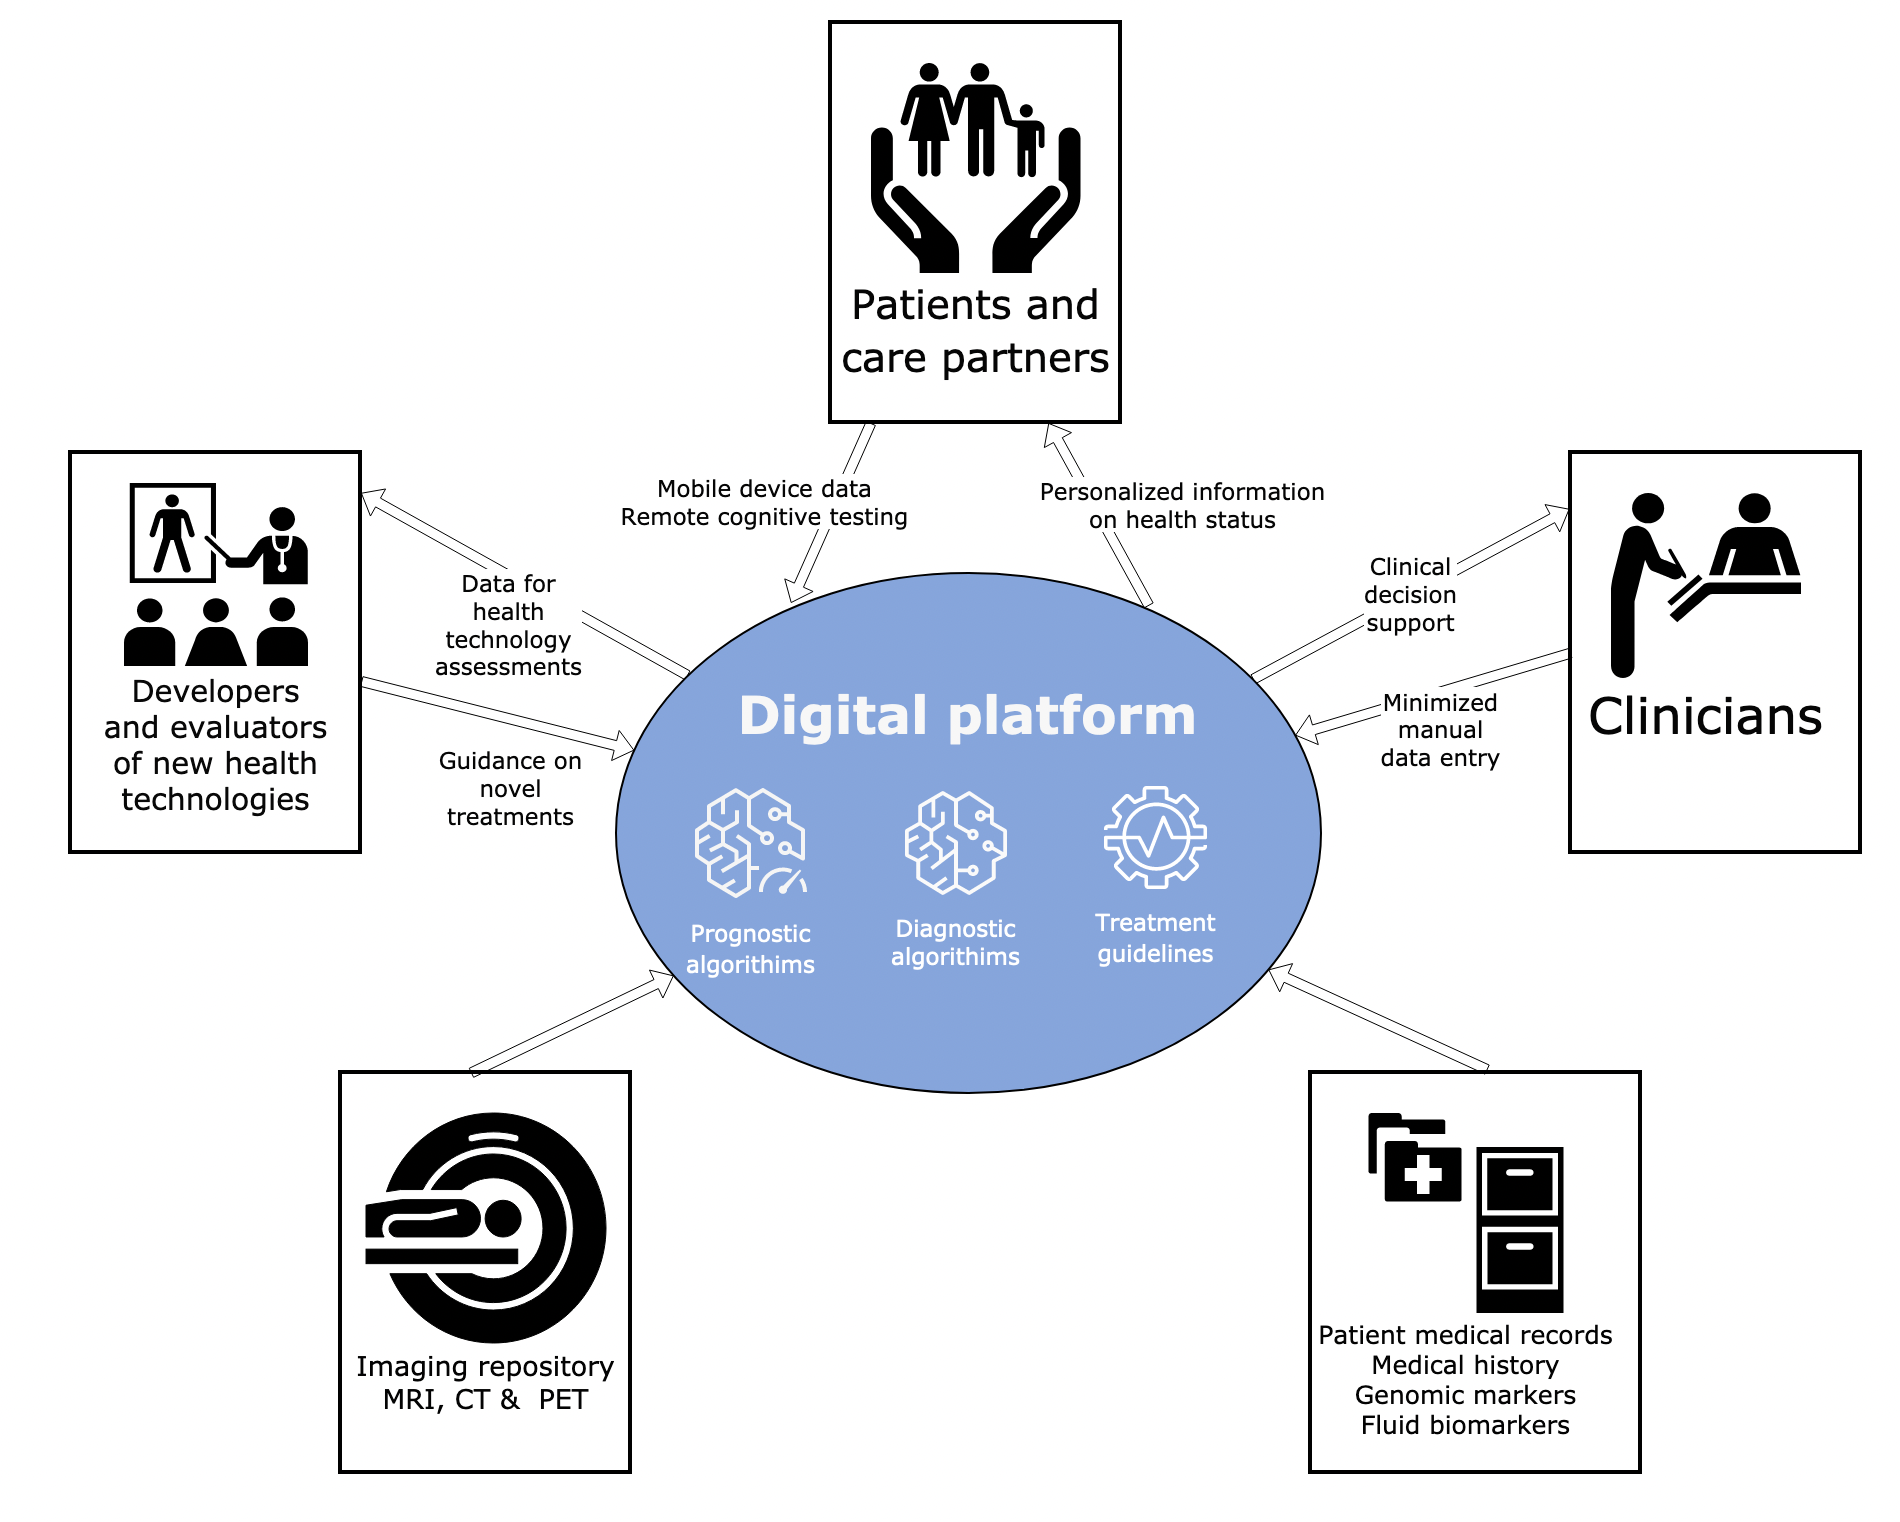 Patients and
care partners
Mobile device data
Remote cognitive testing
Personalized information
on health status
Data for
health
technology
assessments
Developers
and evaluators
of new health
technologies
Guidance on
novel
treatments
Clinical
decision
support
Minimized
manual
data entry
Clinicians
Digital platform
Prognostic
algorithims
Diagnostic
algorithims
Treatment
guidelines
Imaging repository
MRI, CT & PET
Patient medical records
Medical history
Genomic markers
Fluid biomarkers